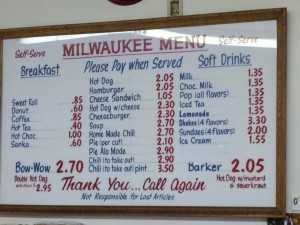 Self-Serve MILWAUKEE MENU Self-Serve
Please Pay when Served
Breakfast
Sweet Roll .85
Donut .60
Coffee .85
Hot Tea .40
Hot Choc. 1.00
Sanka .60
Hot Dog 2.05
Hamburger 2.05
Cheese Sandwich 1.05
Hot Dog w/cheese 2.30
Cheeseburger 2.30
Soup 2.70
Home Made Chili 2.70
Pie (per cut) 2.10
Pie Ala Mode 2.90
Chili (to take out) 2.90
Chili (to take out) pint 3.50
Soft Drinks
Milk 1.35
Choc. Milk 1.35
Pop (all flavors) 1.35
Iced Tea 1.35
Lemonade 1.35
Shakes (4 Flavors)
Sundaes (4 Flavors) 2.00
Ice Cream 1.55
Bow-Wow 2.70
Double Hot Dog
2.95
Barker 2.05
Hot Dog w/mustard
& sauerkraut
Thank You...Call Again
Not Responsible for Lost Articles